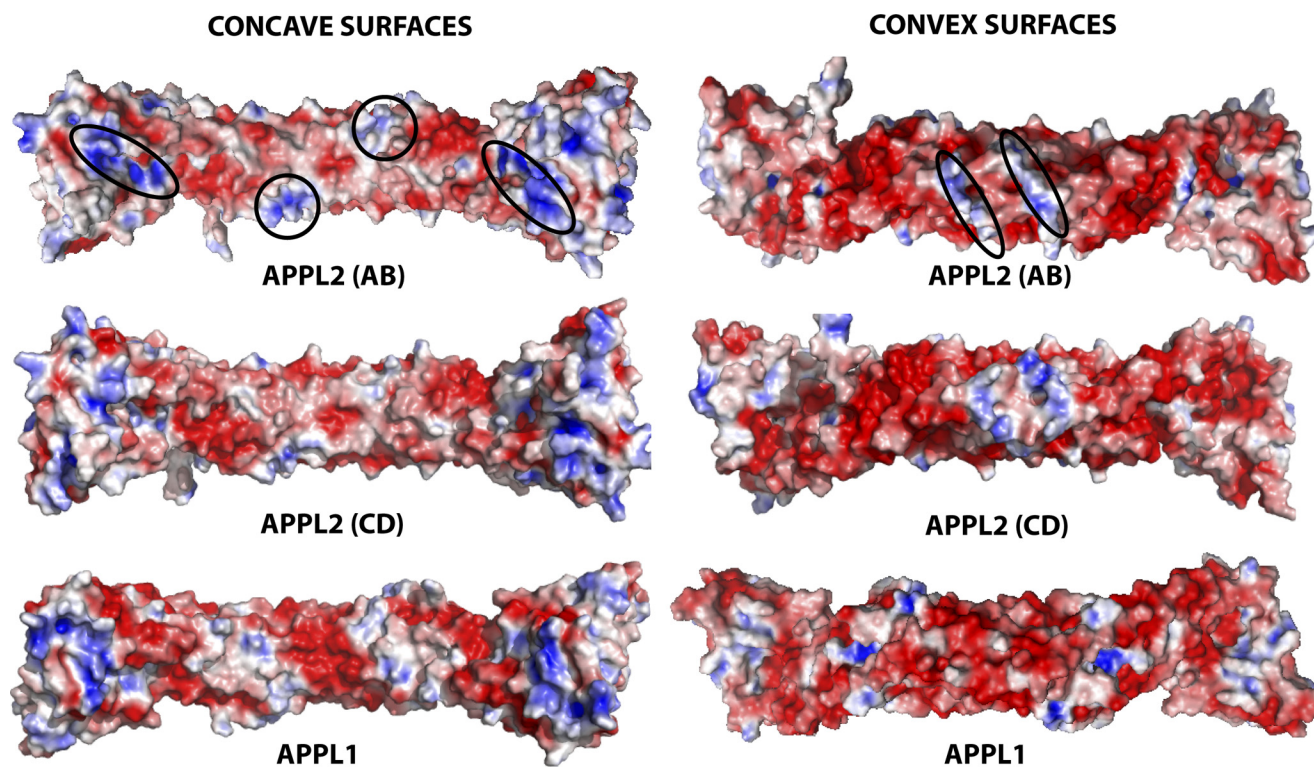 CONCAVE SURFACES
CONVEX SURFACES
APPL2 (AB)
APPL2 (AB)
APPL2 (CD)
APPL2 (CD)
APPL1
APPL1